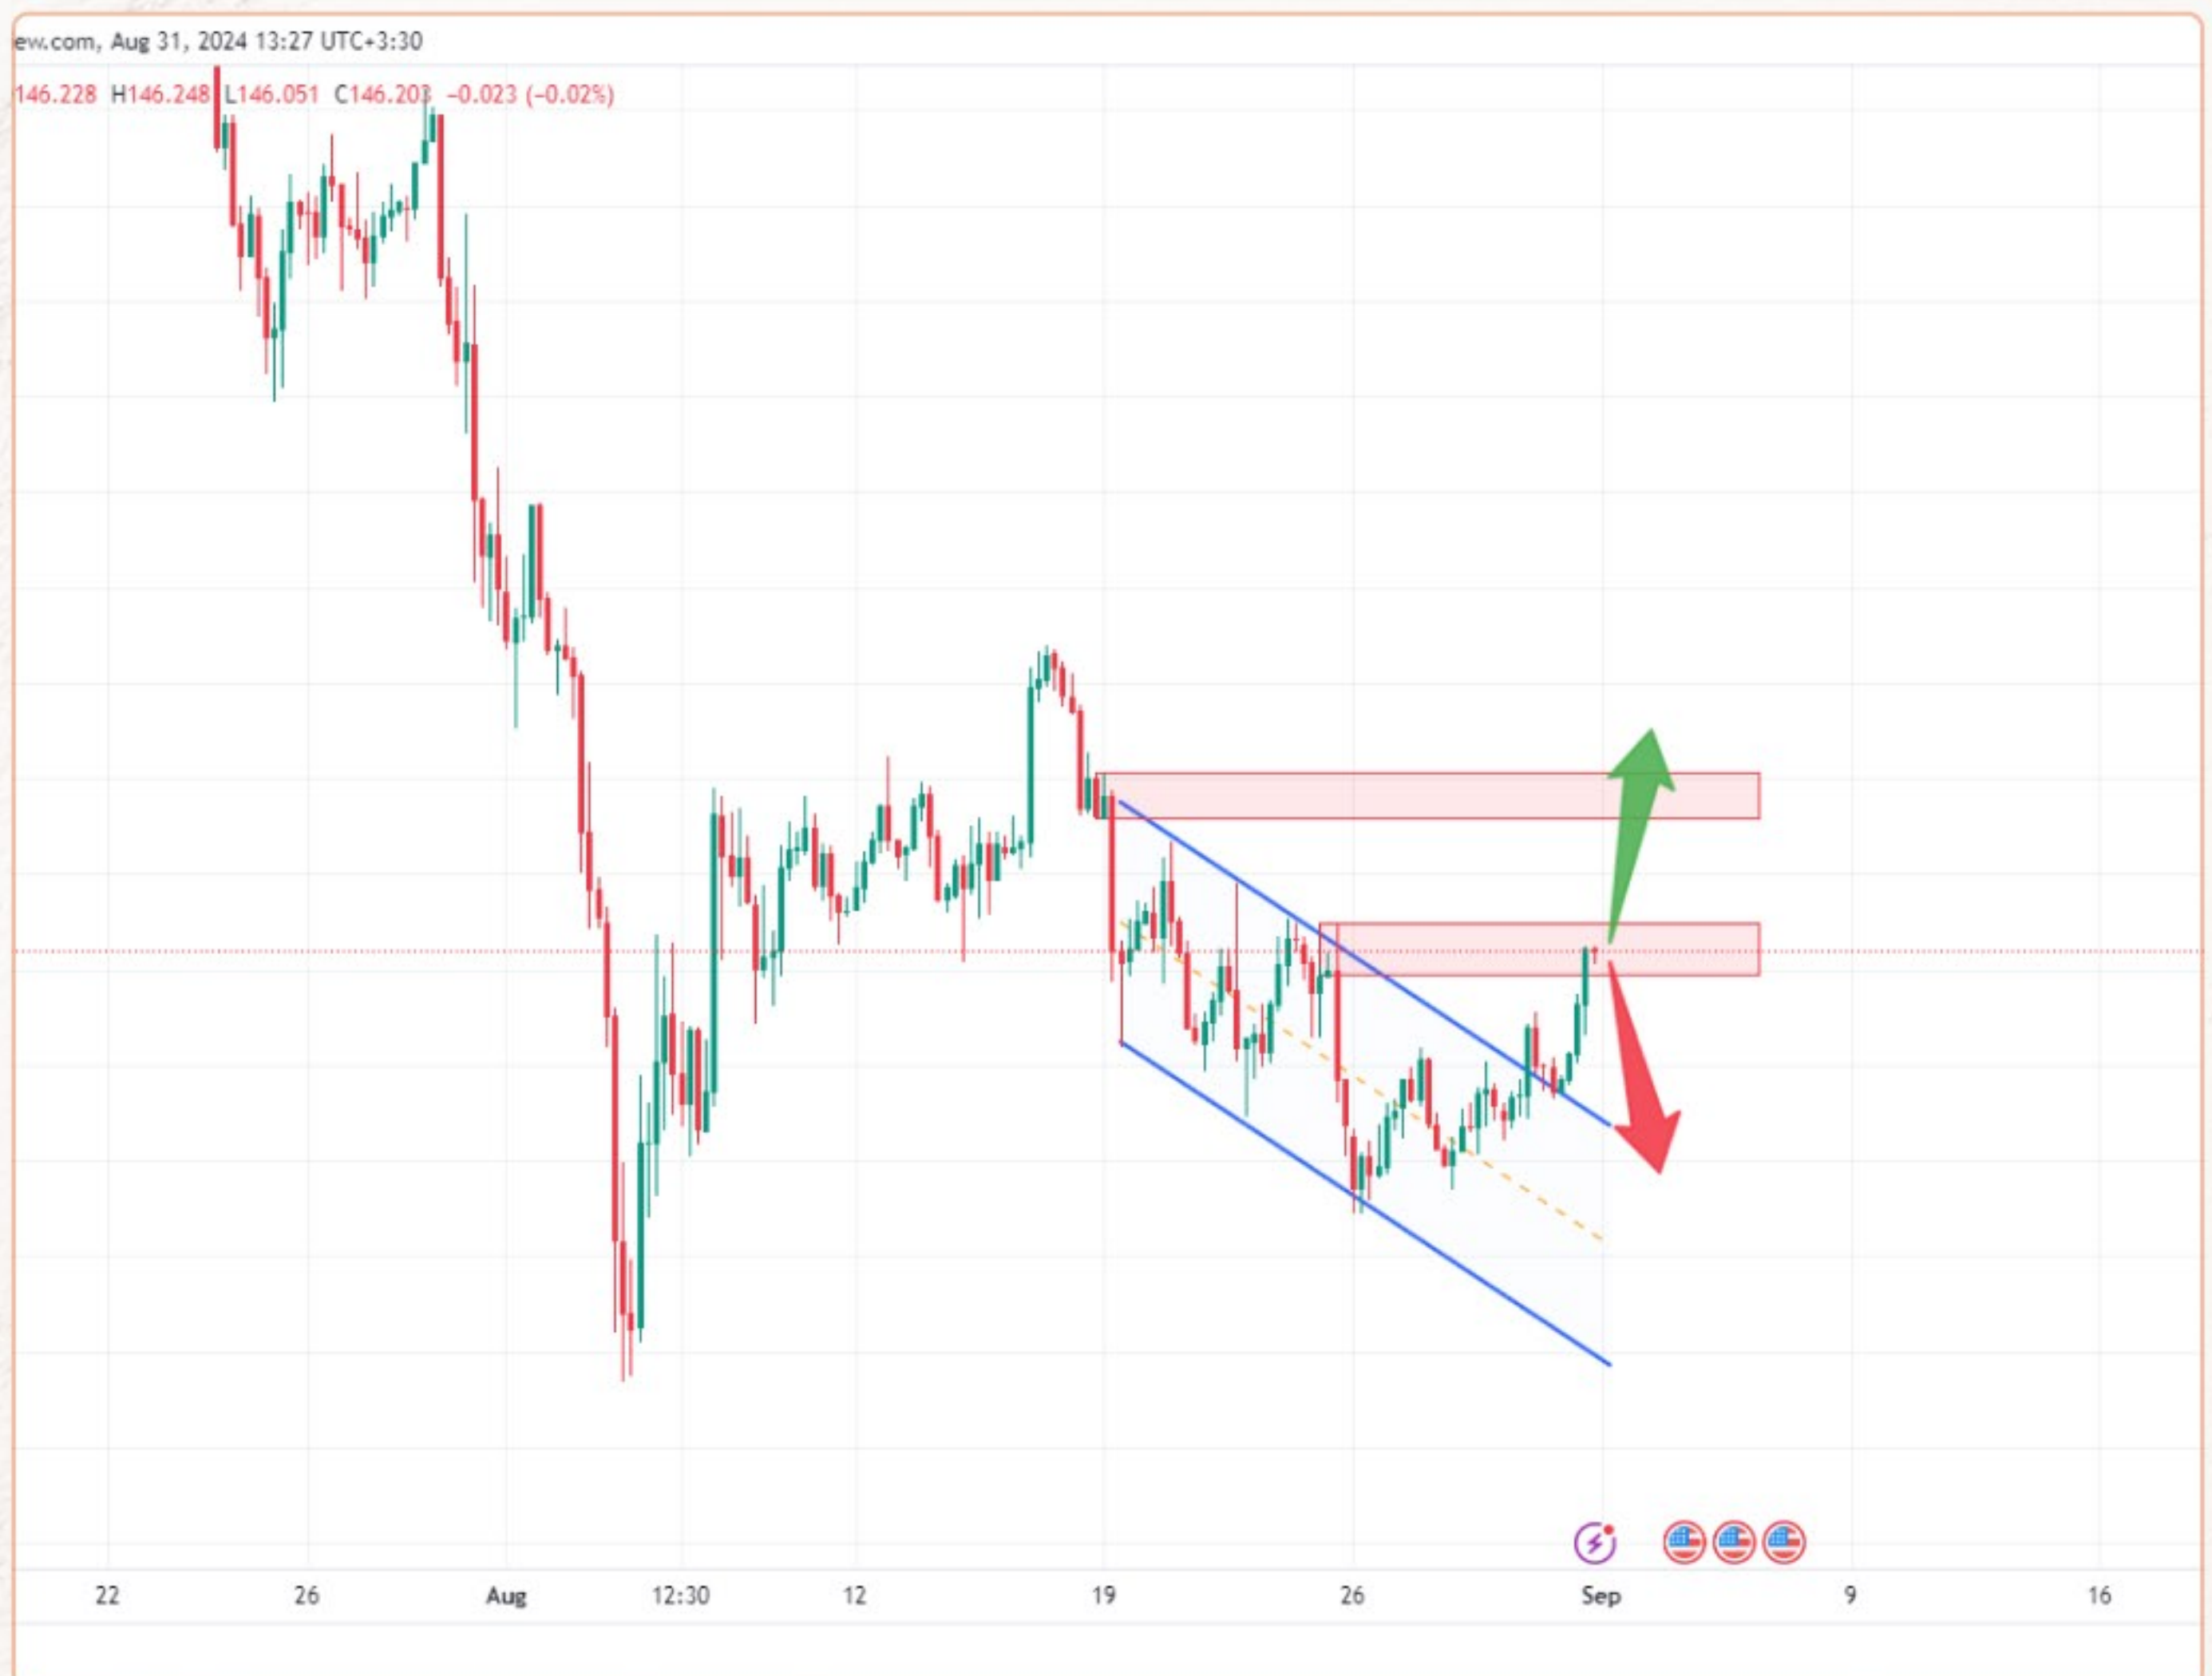 ew.com, Aug 31, 2024 13:27 UTC+3:30
146.228 H146.248 L146.051 C146.203 −0.023 (−0.02%)
22 26 Aug 12:30 12 19 26 Sep 9 16